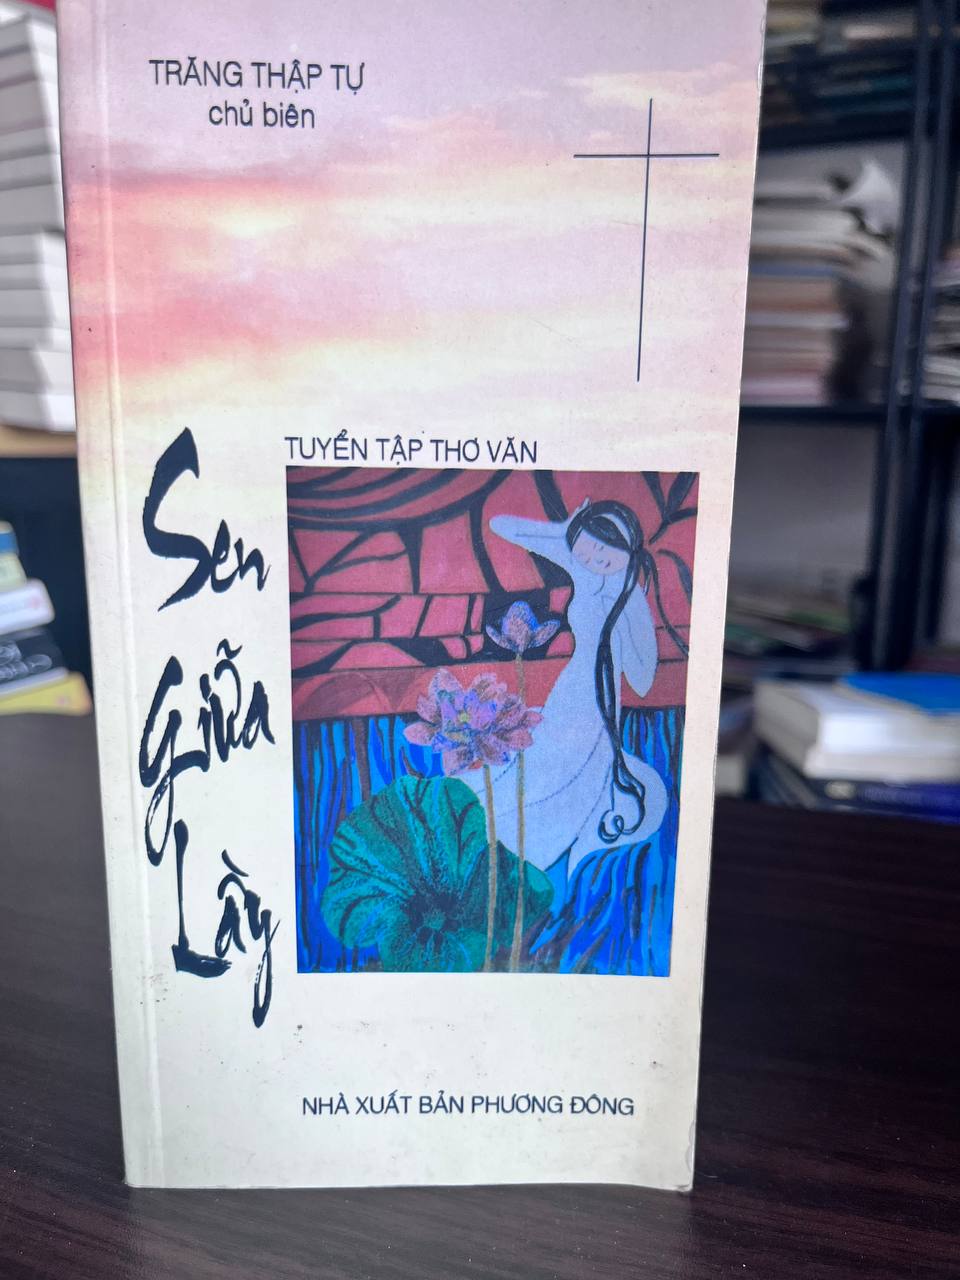 TRĂNG THẬP TỰ
chủ biên
TUYỂN TẬP THƠ VĂN
Sen
giữa
Lầy
NHÀ XUẤT BẢN PHƯƠNG ĐÔNG